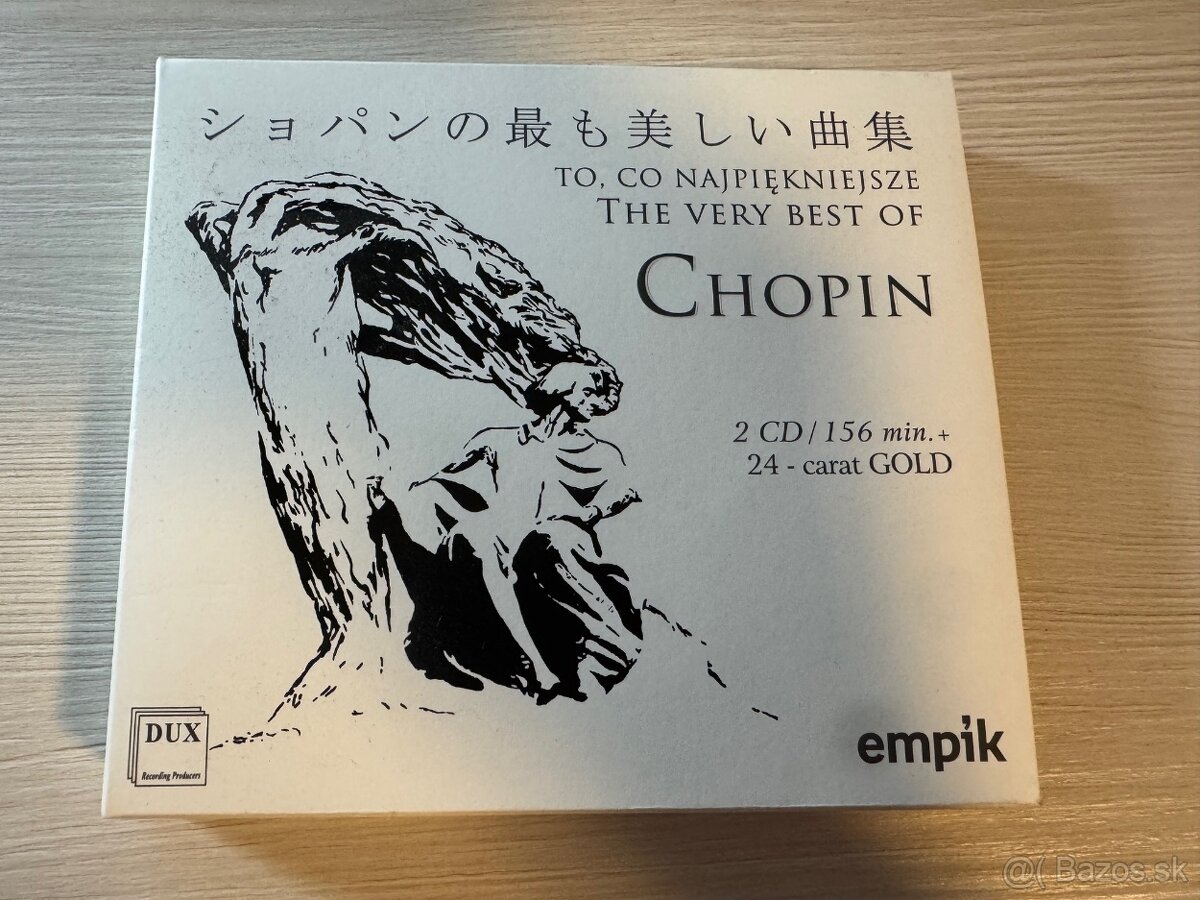 ショパンの最も美しい曲集
TO, CO NAJPIĘKNIEJSZE
THE VERY BEST OF
CHOPIN
2 CD / 156 min. +
24 - carat GOLD
DUX
Recording Producers
empik
@( Bazos.sk